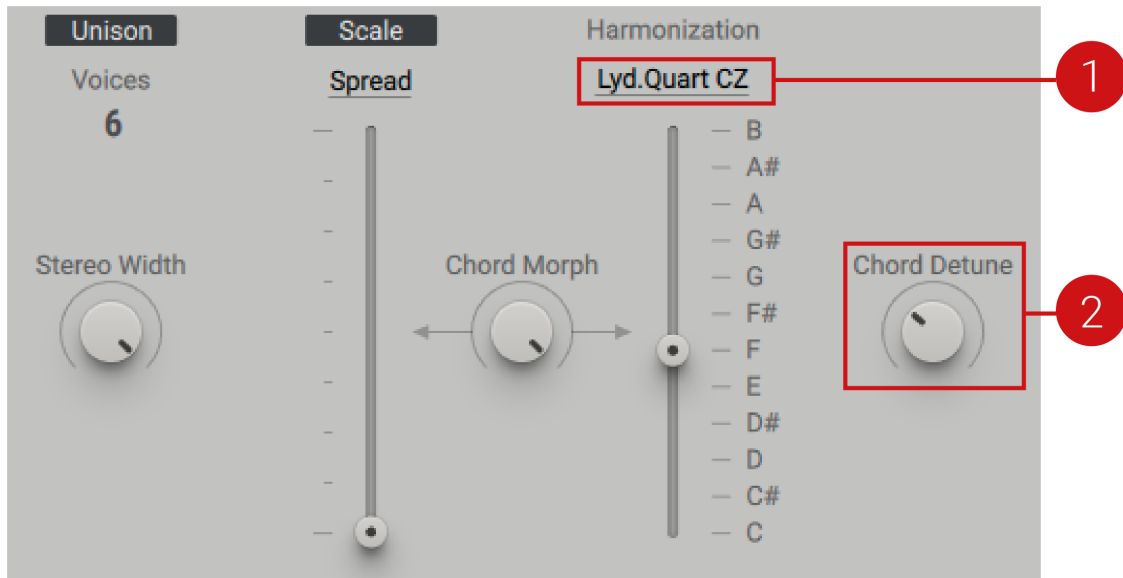 Unison
Scale
Harmonization
Voices
Spread
Lyd.Quart CZ
1
6
B
A#
A
G#
Stereo Width
Chord Morph
G
Chord Detune
F#
2
F
E
D#
D
C#
C